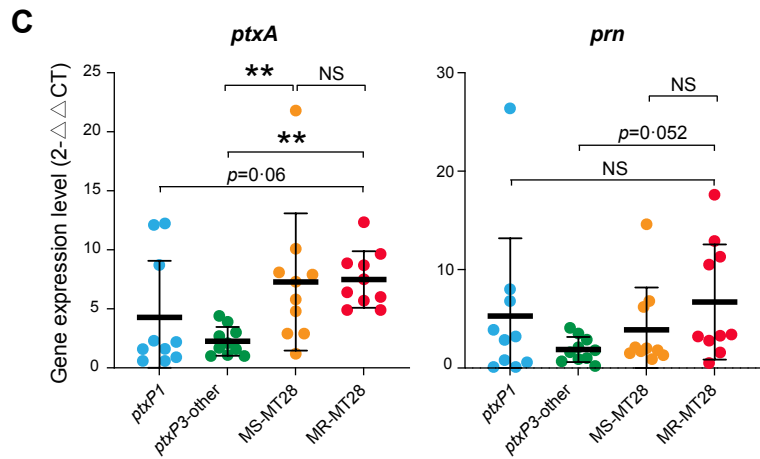 C
ptxA
prn
Gene expression level (2-△△CT)
25
20
15
10
5
0
**
NS
**
p=0·06
ptxP1
ptxP3-other
MS-MT28
MR-MT28
30
20
10
0
NS
p=0·052
NS
ptxP1
ptxP3-other
MS-MT28
MR-MT28